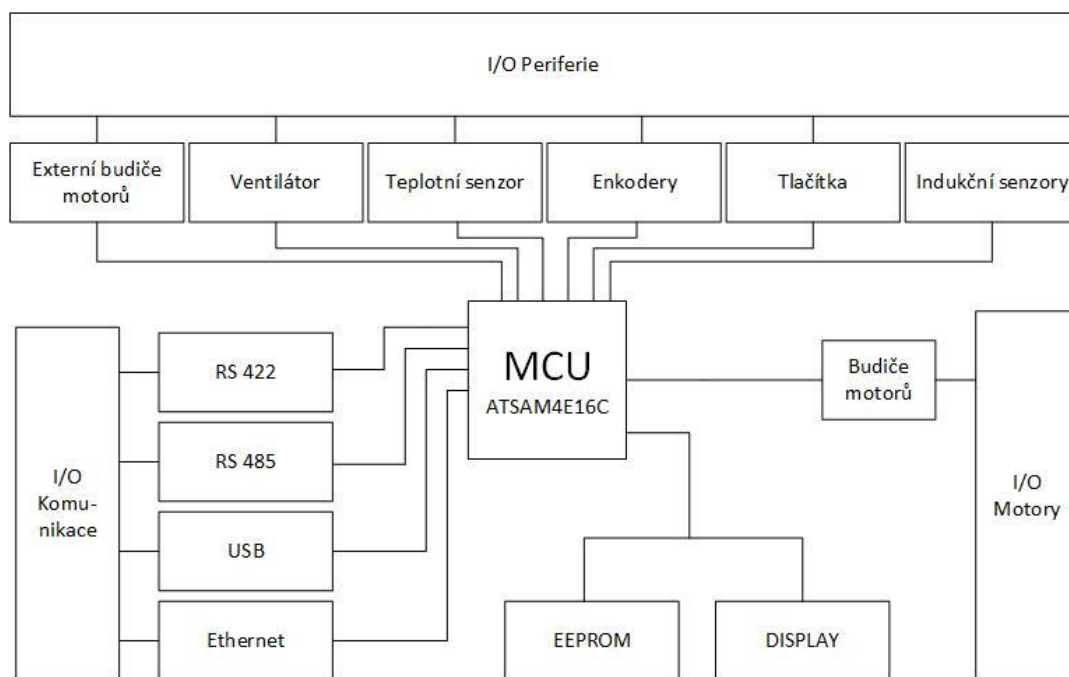 I/O Periferie
Externí budiče
motorů
Ventilátor
Teplotní senzor
Enkodery
Tlačítka
Indukční senzory
MCU
ATSAM4E16C
RS 422
RS 485
USB
Ethernet
I/O
Komu-
nikace
Budiče
motorů
I/O
Motory
EEPROM
DISPLAY